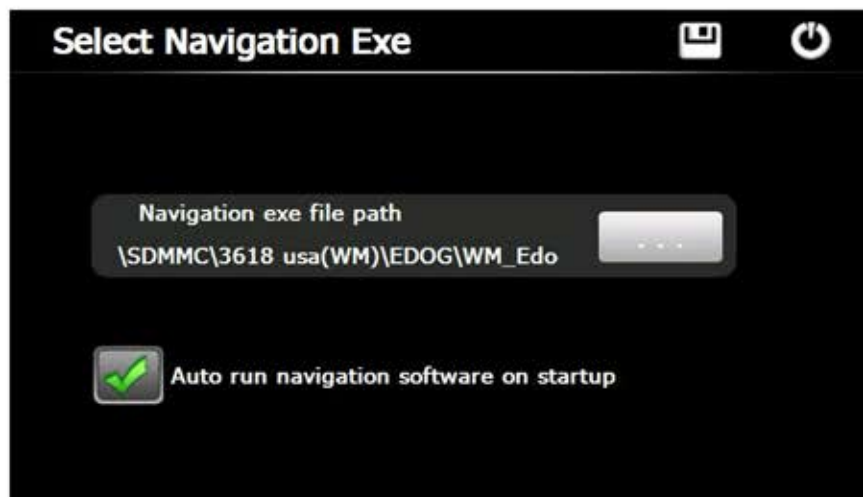 Select Navigation Exe
Navigation exe file path
\SDMMC\3618 usa(WM)\EDOG\WM_Edo
...
Auto run navigation software on startup